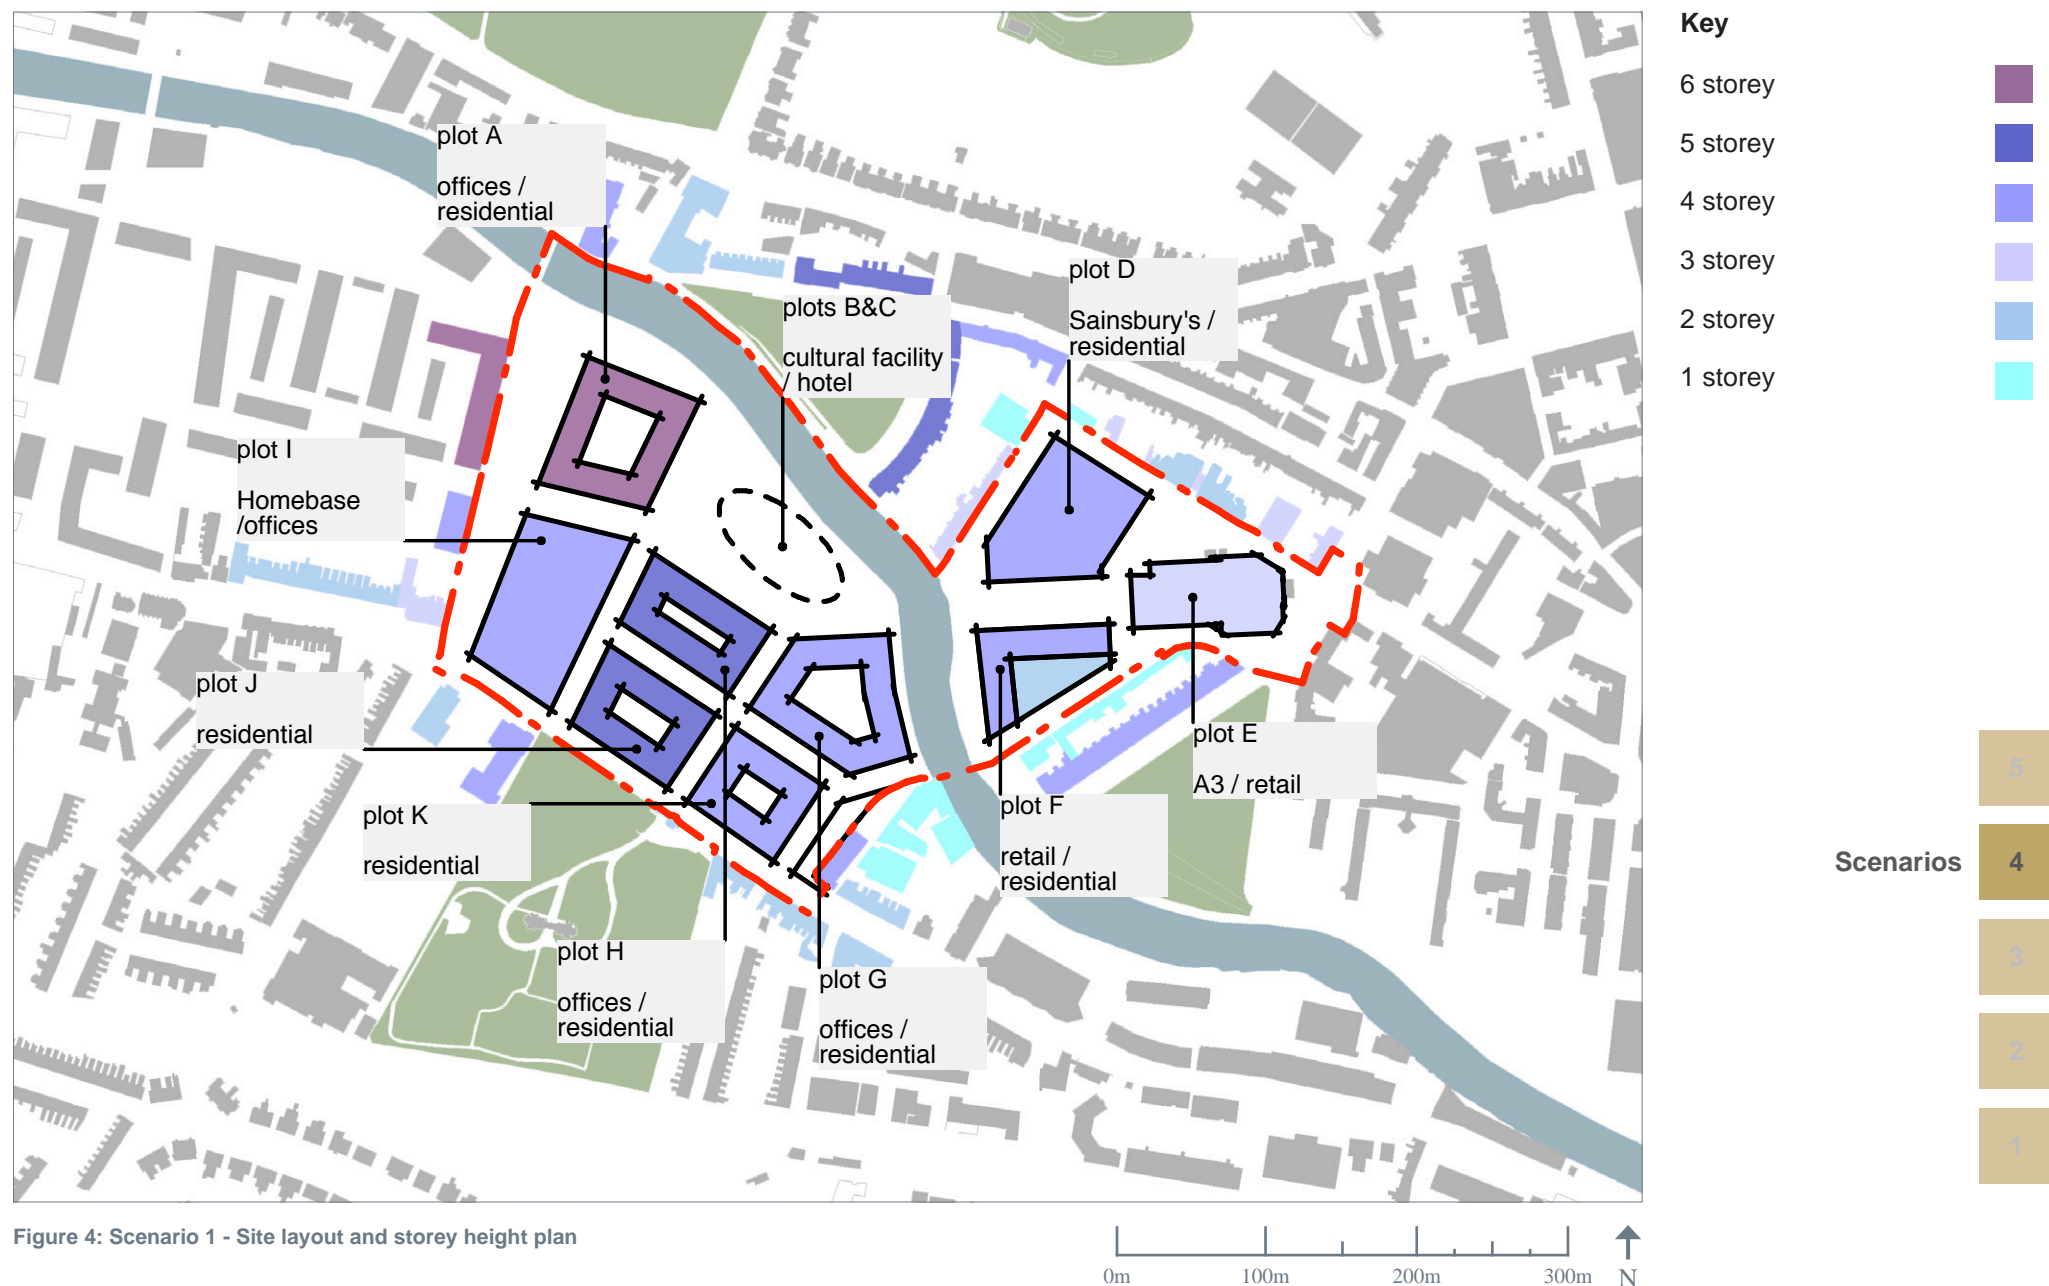 Key
6 storey
5 storey
4 storey
3 storey
2 storey
1 storey
plot A
offices /
residential
plots B&C
cultural facility
/ hotel
plot D
Sainsbury's /
residential
plot I
Homebase
/offices
plot J
residential
plot K
residential
plot H
offices /
residential
plot G
offices /
residential
plot F
retail /
residential
plot E
A3 / retail
5
Scenarios 4
3
2
1
Figure 4: Scenario 1 - Site layout and storey height plan
0m 100m 200m 300m N